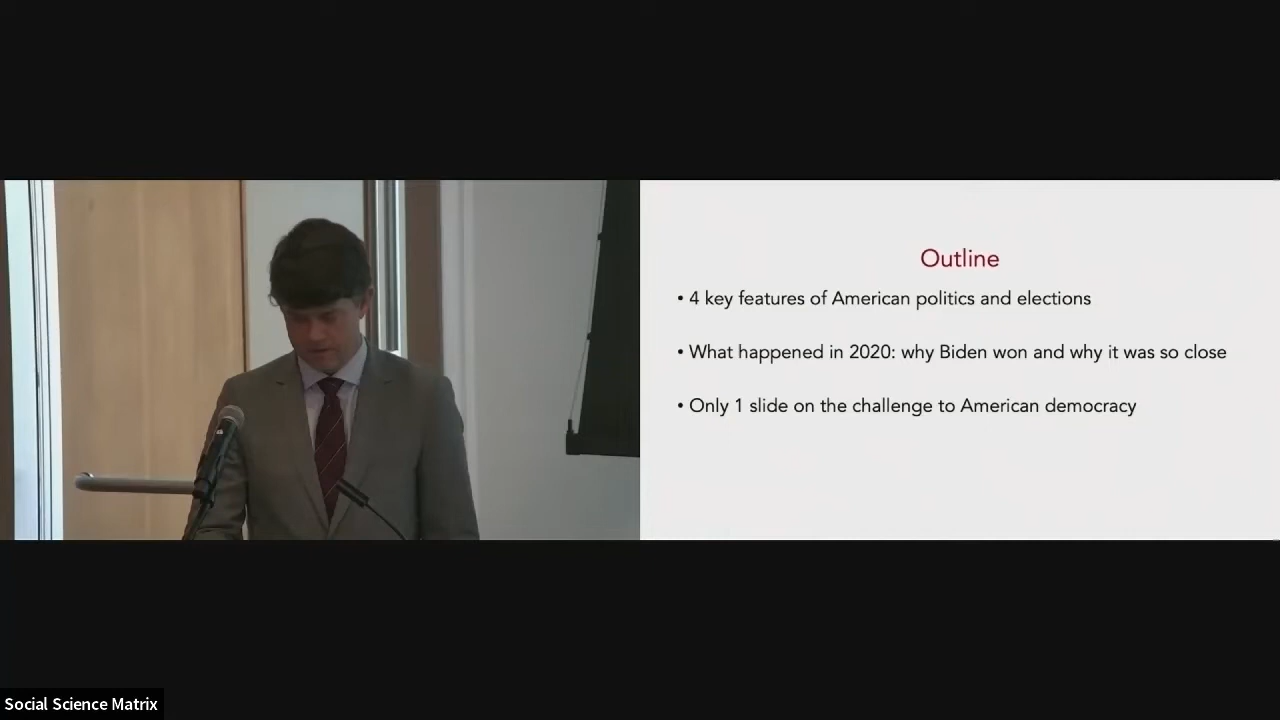 Outline
• 4 key features of American politics and elections
• What happened in 2020: why Biden won and why it was so close
• Only 1 slide on the challenge to American democracy
Social Science Matrix